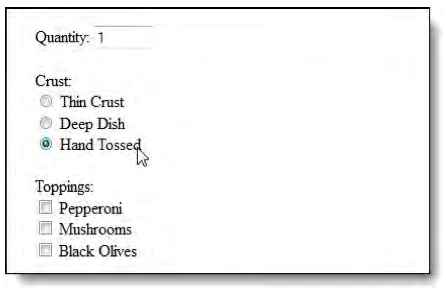 Quantity: 1
Crust:
Thin Crust
Deep Dish
Hand Tossed
Toppings:
Pepperoni
Mushrooms
Black Olives